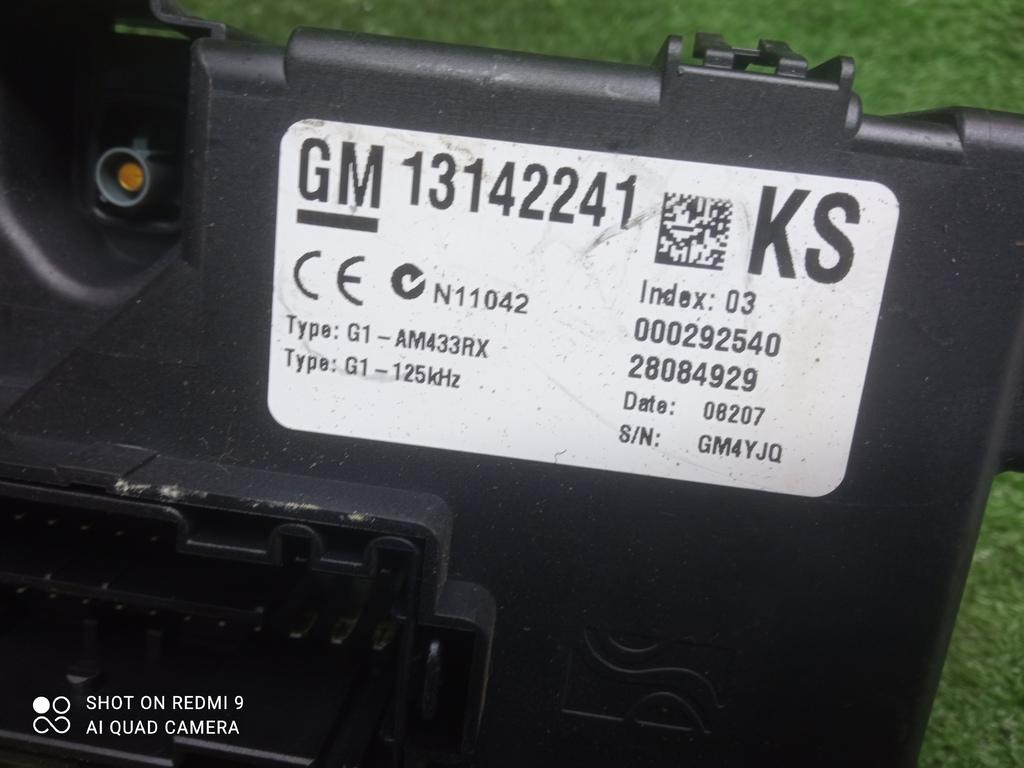 GM 13142241 KS
CE N11042
Type: G1-AM433RX
Type: G1-125kHz
Index: 03
000292540
28084929
Date: 08207
S/N: GM4YJQ
SHOT ON REDMI 9
AI QUAD CAMERA